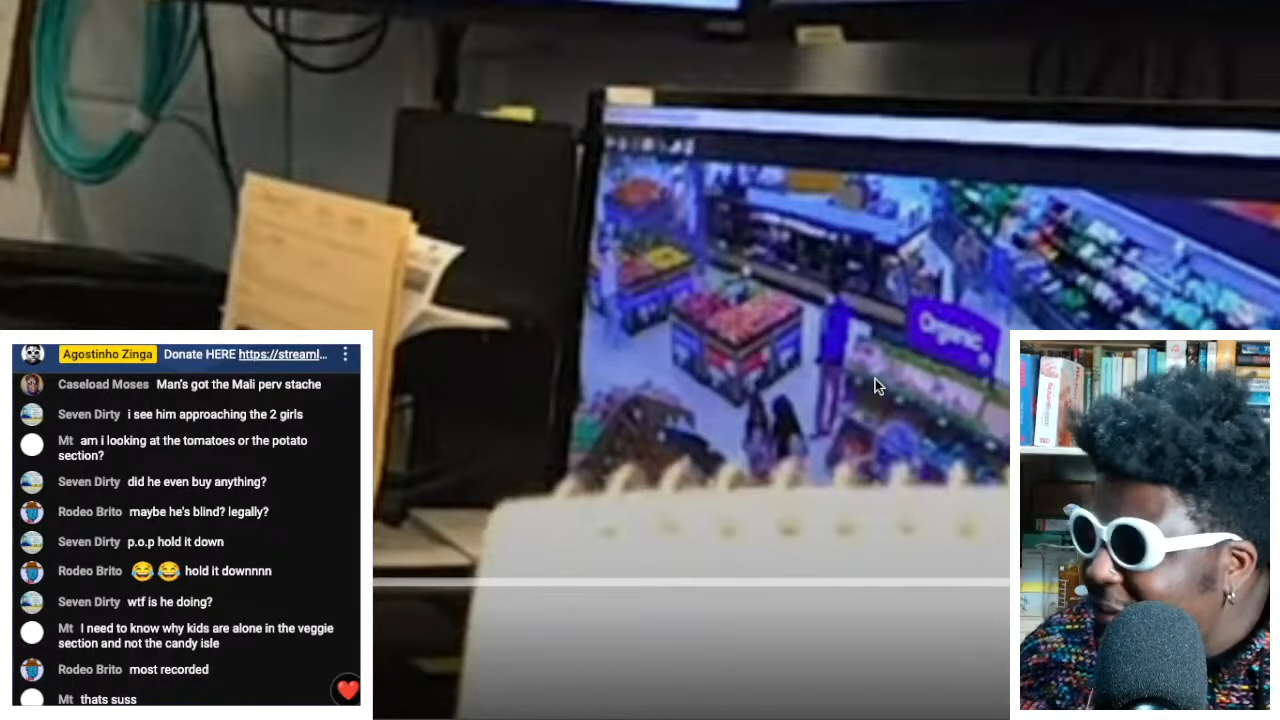 Organic
Agostinho Zinga Donate HERE https://streaml...
Caseload Moses Man's got the Mali perv stache
Seven Dirty i see him approaching the 2 girls
Mt am i looking at the tomatoes or the potato
section?
Seven Dirty did he even buy anything?
Rodeo Brito maybe he's blind? legally?
Seven Dirty p.o.p hold it down
Rodeo Brito 😂😂 hold it downnnn
Seven Dirty wtf is he doing?
Mt I need to know why kids are alone in the veggie
section and not the candy isle
Rodeo Brito most recorded
Mt thats suss